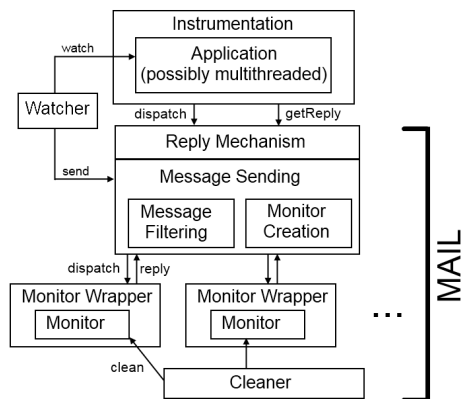 Instrumentation
watch
Application
(possibly multithreaded)
Watcher
dispatch
getReply
Reply Mechanism
send
Message Sending
Message
Filtering
Monitor
Creation
MAIL
dispatch
reply
Monitor Wrapper
Monitor
Monitor Wrapper
Monitor
...
clean
Cleaner